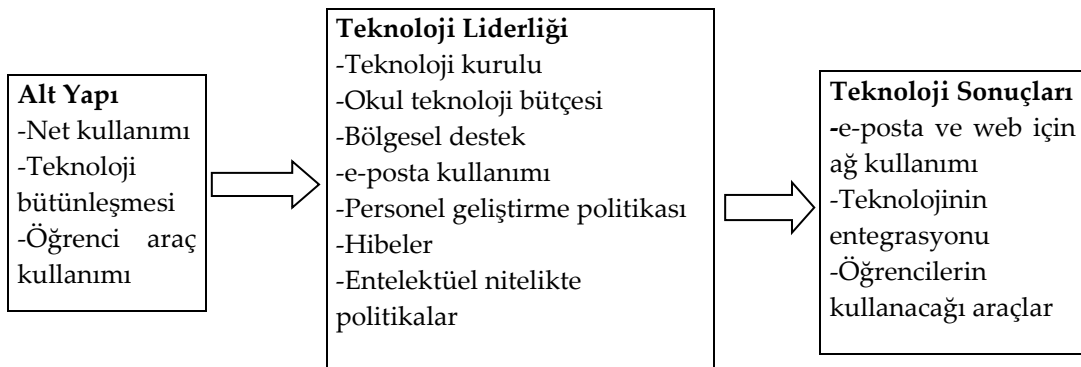 Alt Yapı
-Net kullanımı
-Teknoloji
bütünleşmesi
-Öğrenci araç
kullanımı
Teknoloji Liderliği
-Teknoloji kurulu
-Okul teknoloji bütçesi
-Bölgesel destek
-e-posta kullanımı
-Personel geliştirme politikası
-Hibeler
-Entelektüel nitelikte
politikalar
Teknoloji Sonuçları
-e-posta ve web için
ağ kullanımı
-Teknolojinin
entegrasyonu
-Öğrencilerin
kullanacağı araçlar